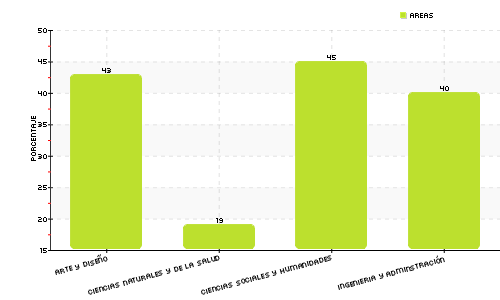 AREAS
PORCENTAJE
50
45
40
35
30
25
20
15
43
19
45
40
ARTE Y DISEÑO
CIENCIAS NATURALES Y DE LA SALUD
CIENCIAS SOCIALES Y HUMANIDADES
INGENIERIA Y ADMINSTRACIÓN